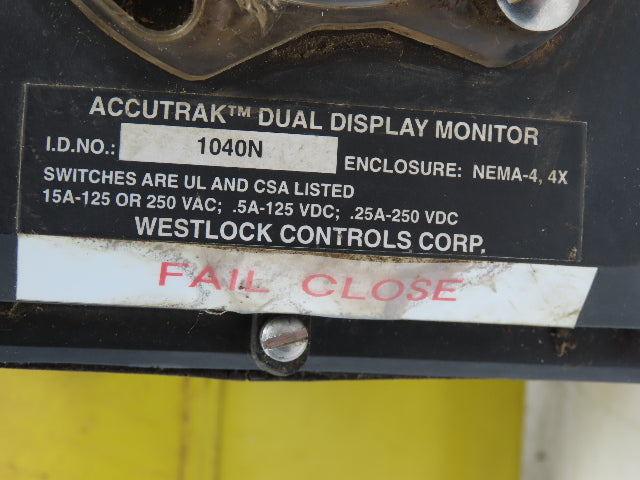 ACCUTRAK™ DUAL DISPLAY MONITOR
I.D.NO.: 1040N ENCLOSURE: NEMA-4, 4X
SWITCHES ARE UL AND CSA LISTED
15A-125 OR 250 VAC; .5A-125 VDC; .25A-250 VDC
WESTLOCK CONTROLS CORP.
FAIL CLOSE